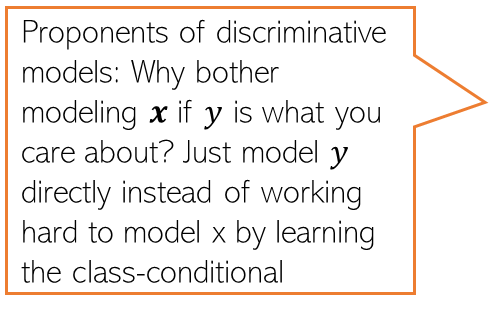 Proponents of discriminative
models: Why bother
modeling x if y is what you
care about? Just model y
directly instead of working
hard to model x by learning
the class-conditional